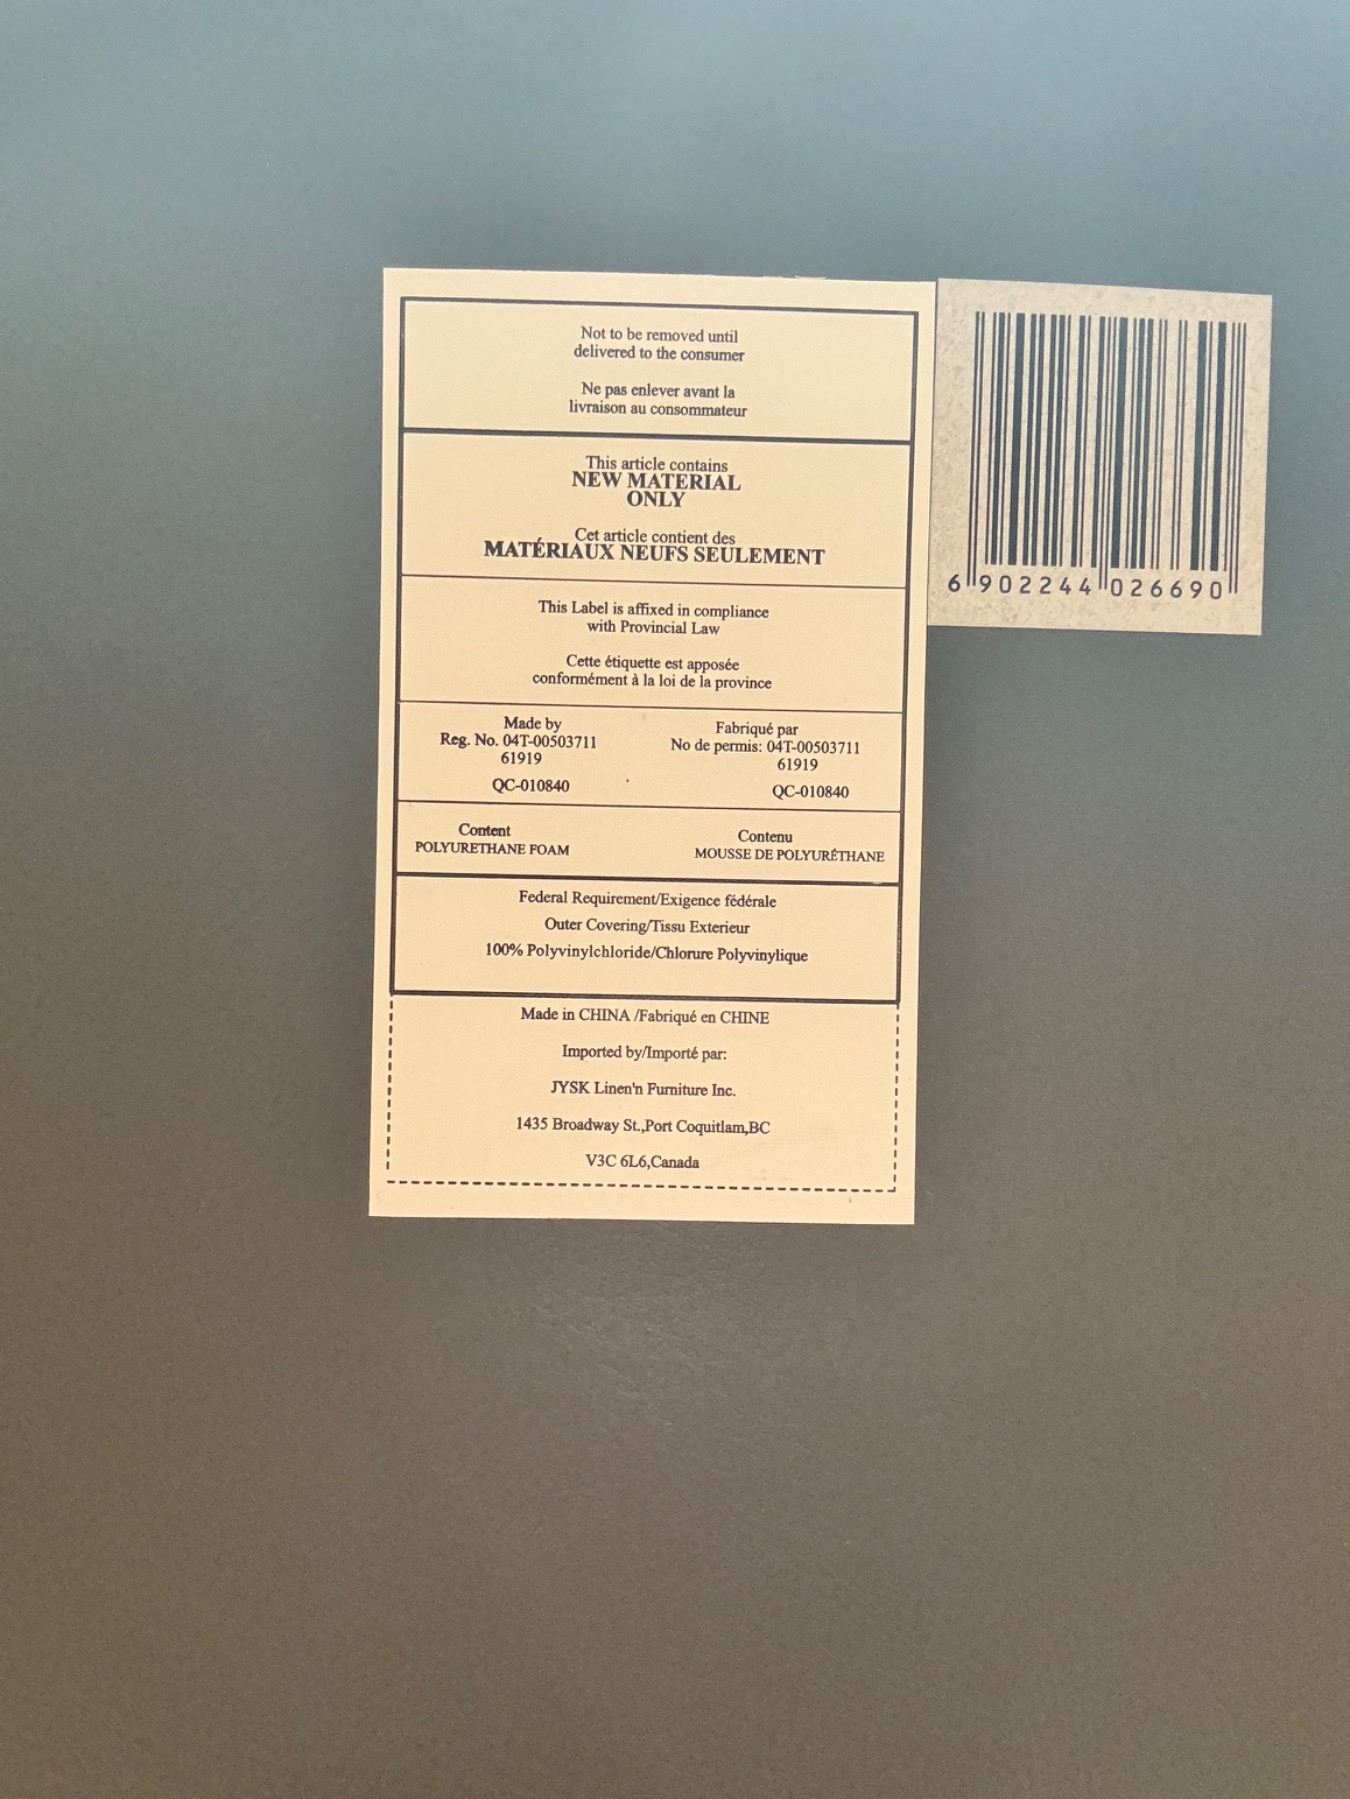 Not to be removed until
delivered to the consumer
Ne pas enlever avant la
livraison au consommateur
This article contains
NEW MATERIAL
ONLY
Cet article contient des
MATÉRIAUX NEUFS SEULEMENT
This Label is affixed in compliance
with Provincial Law
Cette étiquette est apposée
conformément à la loi de la province
Made by
Reg. No. 04T-00503711
61919
QC-010840
Fabriqué par
No de permis: 04T-00503711
61919
QC-010840
Content
POLYURETHANE FOAM
Contenu
MOUSSE DE POLYURÉTHANE
Federal Requirement/Exigence fédérale
Outer Covering/Tissu Exterieur
100% Polyvinylchloride/Chlorure Polyvinylique
Made in CHINA /Fabriqué en CHINE
Imported by/Importé par:
JYSK Linen'n Furniture Inc.
1435 Broadway St.,Port Coquitlam,BC
V3C 6L6,Canada
6 902244 026690